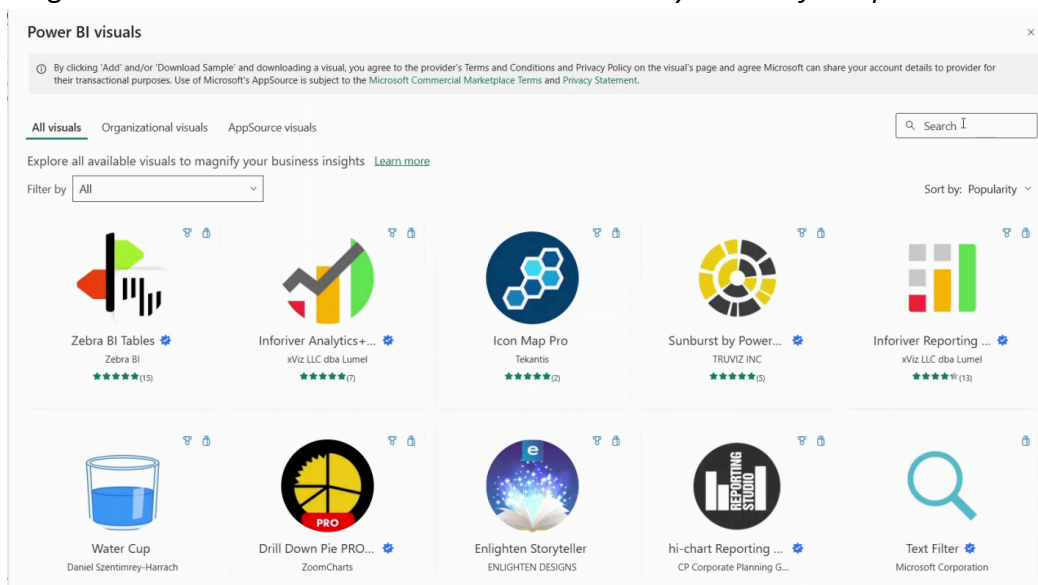 Power BI visuals
By clicking 'Add' and/or 'Download Sample' and downloading a visual, you agree to the provider's Terms and Conditions and Privacy Policy on the visual's page and agree Microsoft can share your account details to provider for
their transactional purposes. Use of Microsoft's AppSource is subject to the Microsoft Commercial Marketplace Terms and Privacy Statement.
All visuals Organizational visuals AppSource visuals
Search
Explore all available visuals to magnify your business insights Learn more
Filter by All
Sort by: Popularity
Zebra BI Tables
Zebra BI
(15)
Inforiver Analytics+...
xViz LLC dba Lumel
(7)
Icon Map Pro
Tekantis
(2)
Sunburst by Power...
TRUVIZ INC
(5)
Inforiver Reporting ...
xViz LLC dba Lumel
(13)
Water Cup
Daniel Szentimrey-Harrach
PRO
Drill Down Pie PRO...
ZoomCharts
e
Enlighten Storyteller
ENLIGHTEN DESIGNS
REPORTING
STUDIO
hi-chart Reporting ...
CP Corporate Planning G...
Text Filter
Microsoft Corporation